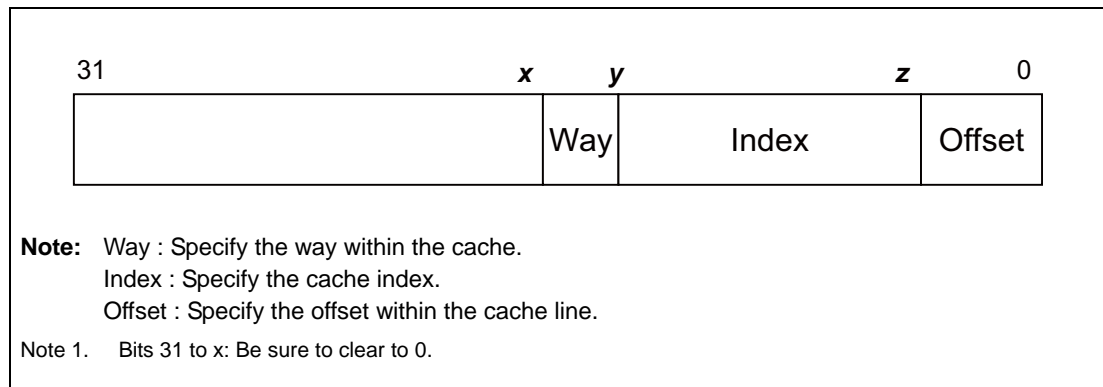 31 x y z 0
Way Index Offset
Note: Way : Specify the way within the cache.
Index : Specify the cache index.
Offset : Specify the offset within the cache line.
Note 1. Bits 31 to x: Be sure to clear to 0.